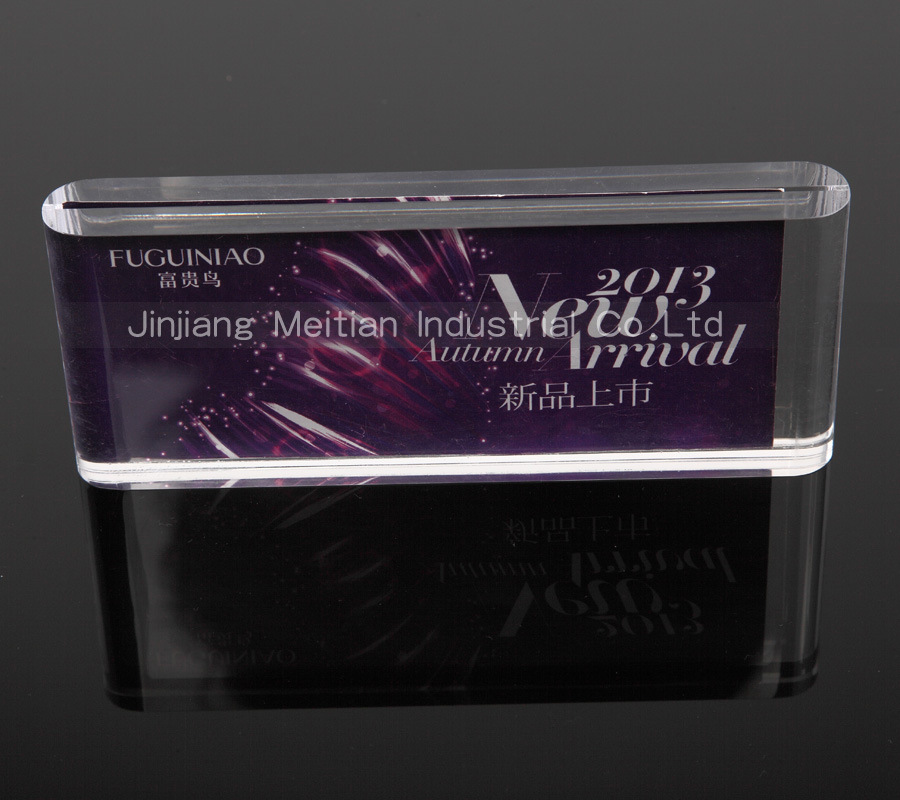 FUGUINIAO
富贵鸟
2013
New
Autumn Arrival
新品上市
Jinjiang Meitian Industrial Co Ltd